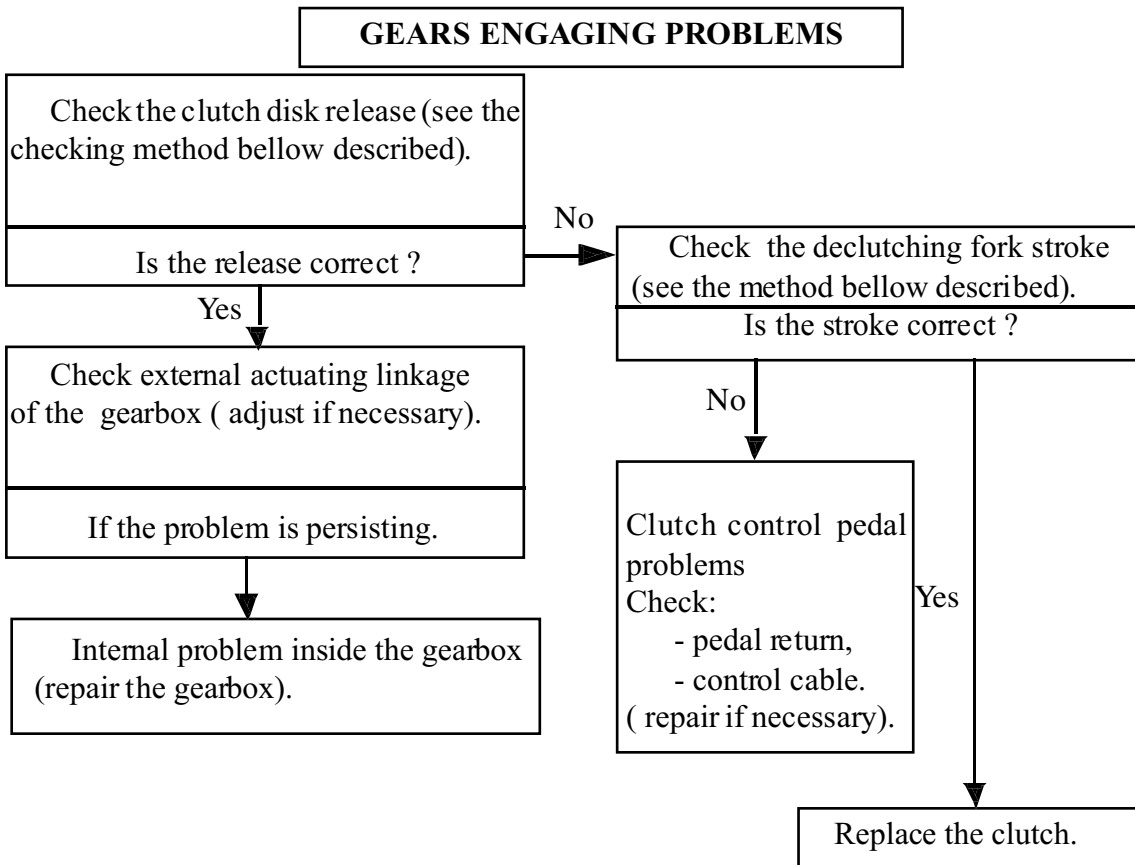 GEARS ENGAGING PROBLEMS
Check the clutch disk release (see the
checking method bellow described).
Is the release correct ?
No
Yes
Check the declutching fork stroke
(see the method bellow described).
Is the stroke correct ?
Check external actuating linkage
of the gearbox ( adjust if necessary).
If the problem is persisting.
No
Yes
Internal problem inside the gearbox
(repair the gearbox).
Clutch control pedal
problems
Check:
- pedal return,
- control cable.
( repair if necessary).
Replace the clutch.